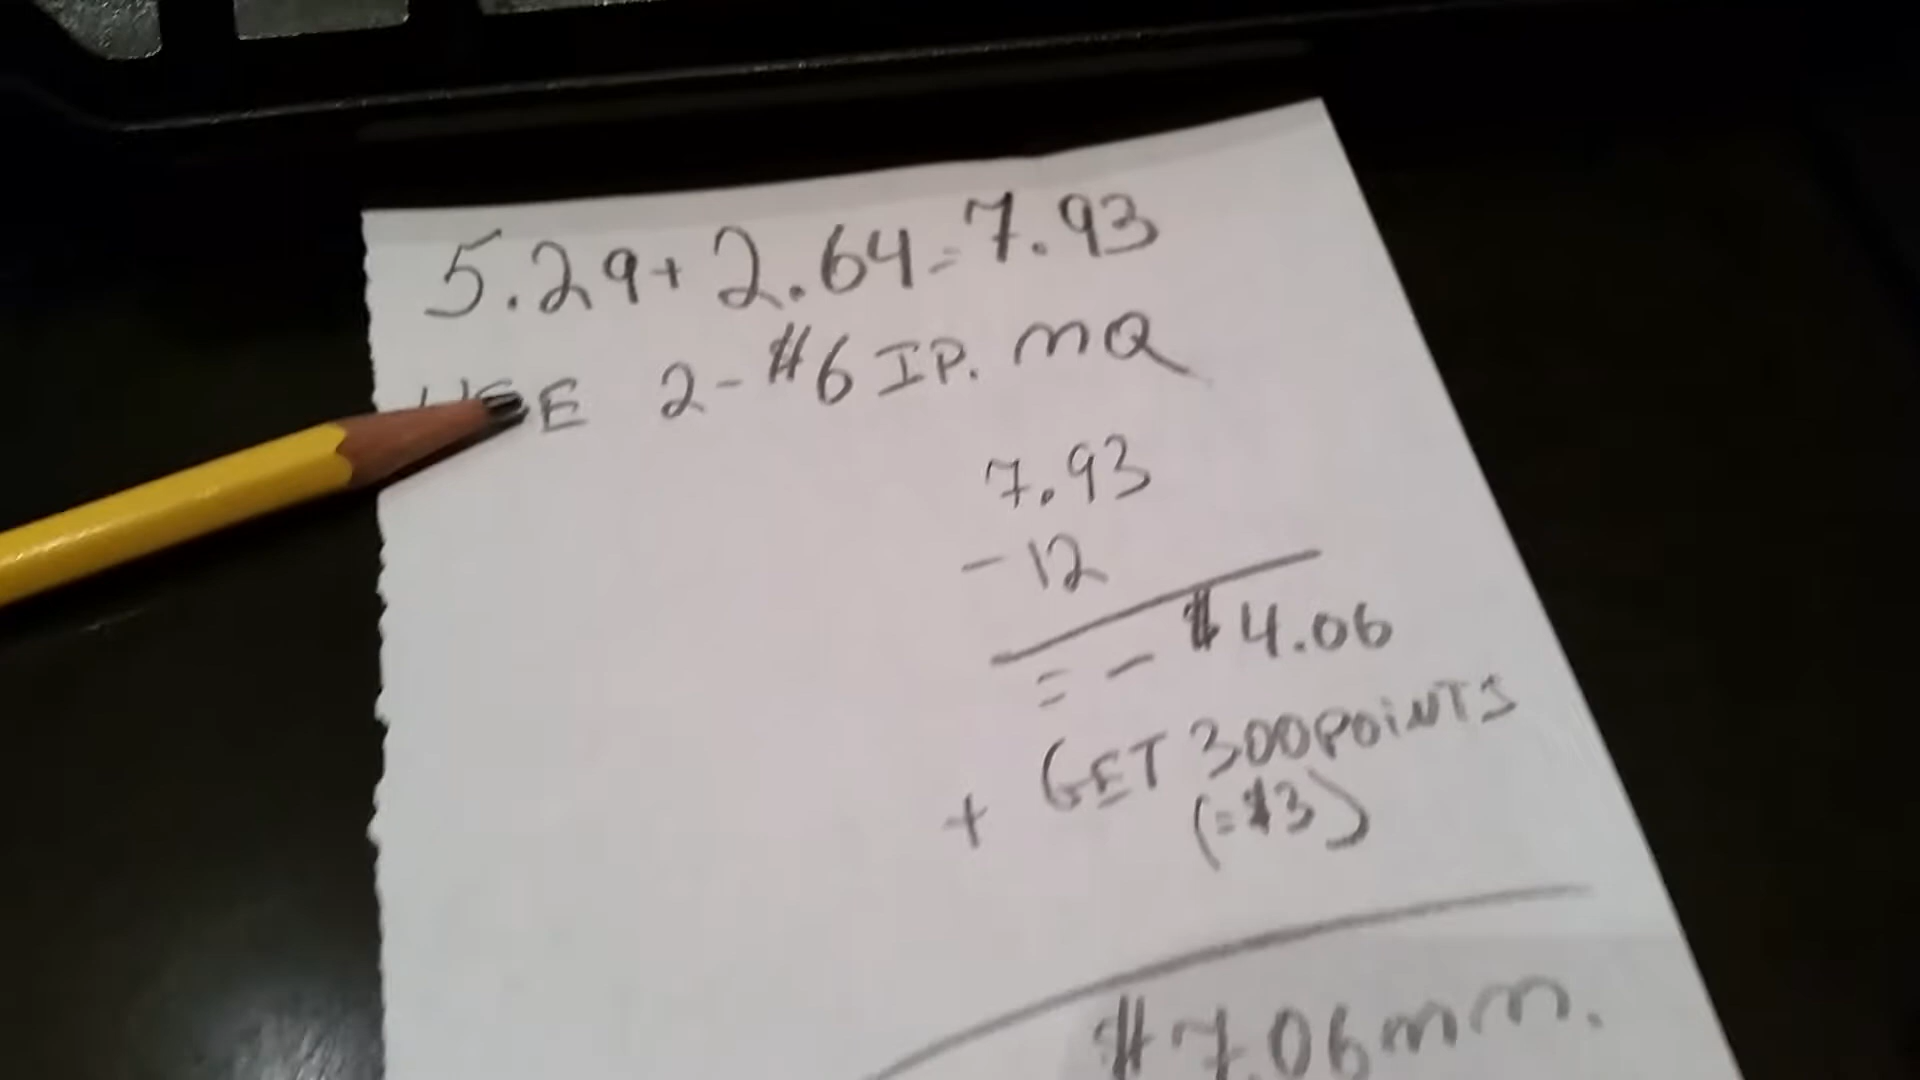 5.29+2.64=7.93
USE 2-$6 IP. MQ
7.93
-12
= -$4.06
+ GET 300POINTS
(=$3)
$7.06mm.